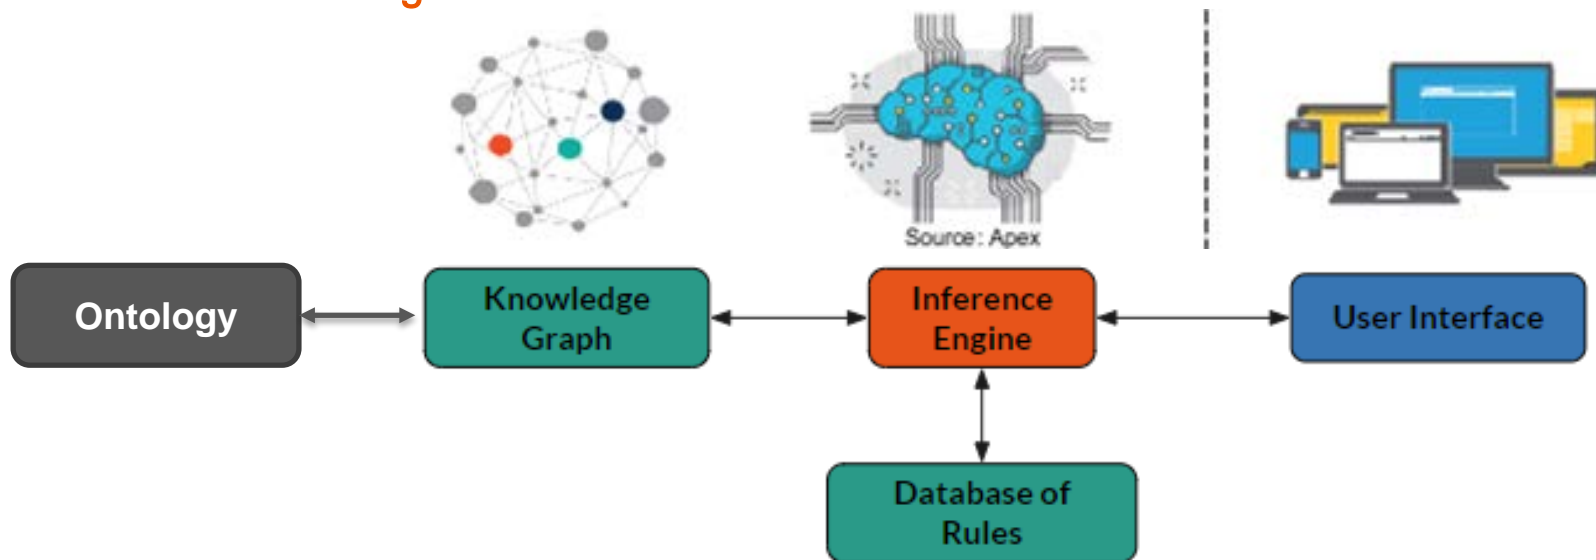 Source: Apex
Ontology
Knowledge
Graph
Inference
Engine
User Interface
Database of
Rules